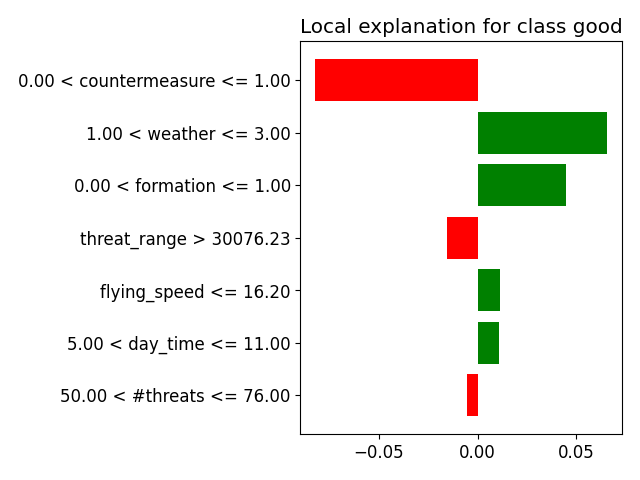 Local explanation for class good
0.00 < countermeasure <= 1.00
1.00 < weather <= 3.00
0.00 < formation <= 1.00
threat_range > 30076.23
flying_speed <= 16.20
5.00 < day_time <= 11.00
50.00 < #threats <= 76.00
−0.05 0.00 0.05